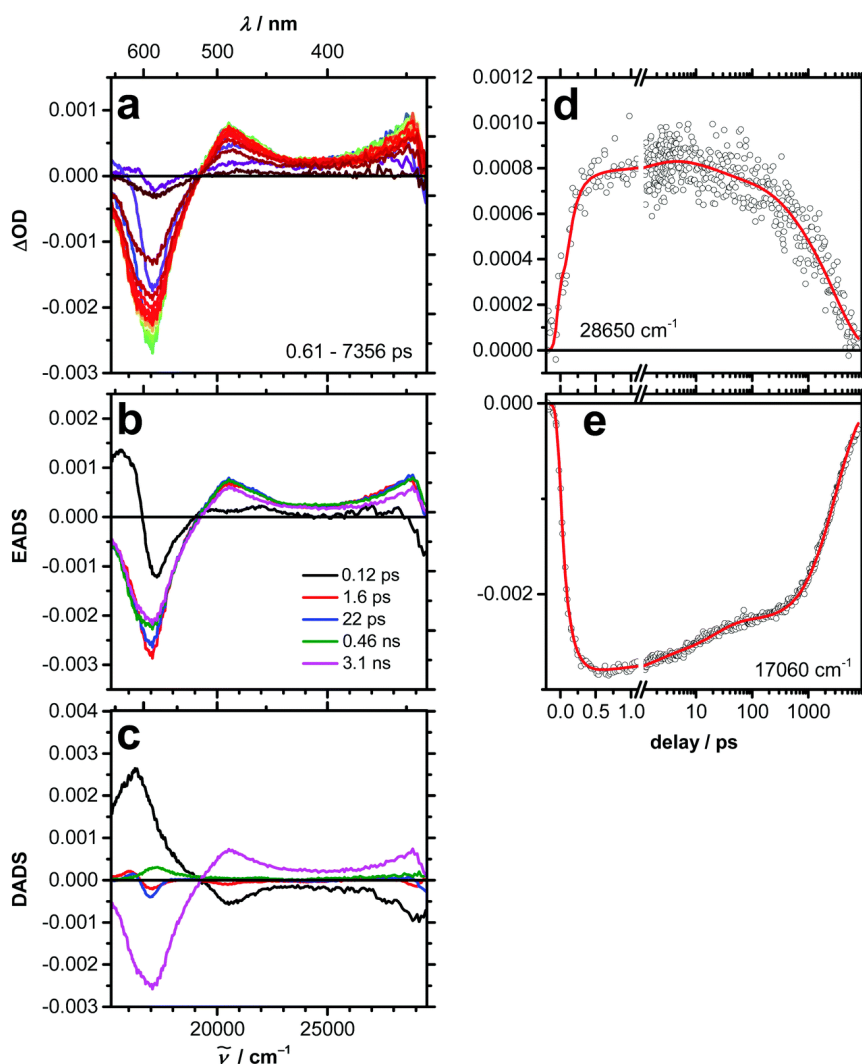 λ / nm
600 500 400
a
0.001
0.000
-0.001
-0.002
-0.003
ΔOD
0.61 - 7356 ps
b
0.002
0.001
0.000
-0.001
-0.002
-0.003
EADS
0.12 ps
1.6 ps
22 ps
0.46 ns
3.1 ns
c
0.004
0.003
0.002
0.001
0.000
-0.001
-0.002
-0.003
DADS
20000 25000
ν̃ / cm⁻¹
d
0.0012
0.0010
0.0008
0.0006
0.0004
0.0002
0.0000
28650 cm⁻¹
e
0.000
-0.002
17060 cm⁻¹
0.0 0.5 1.0 10 100 1000
delay / ps